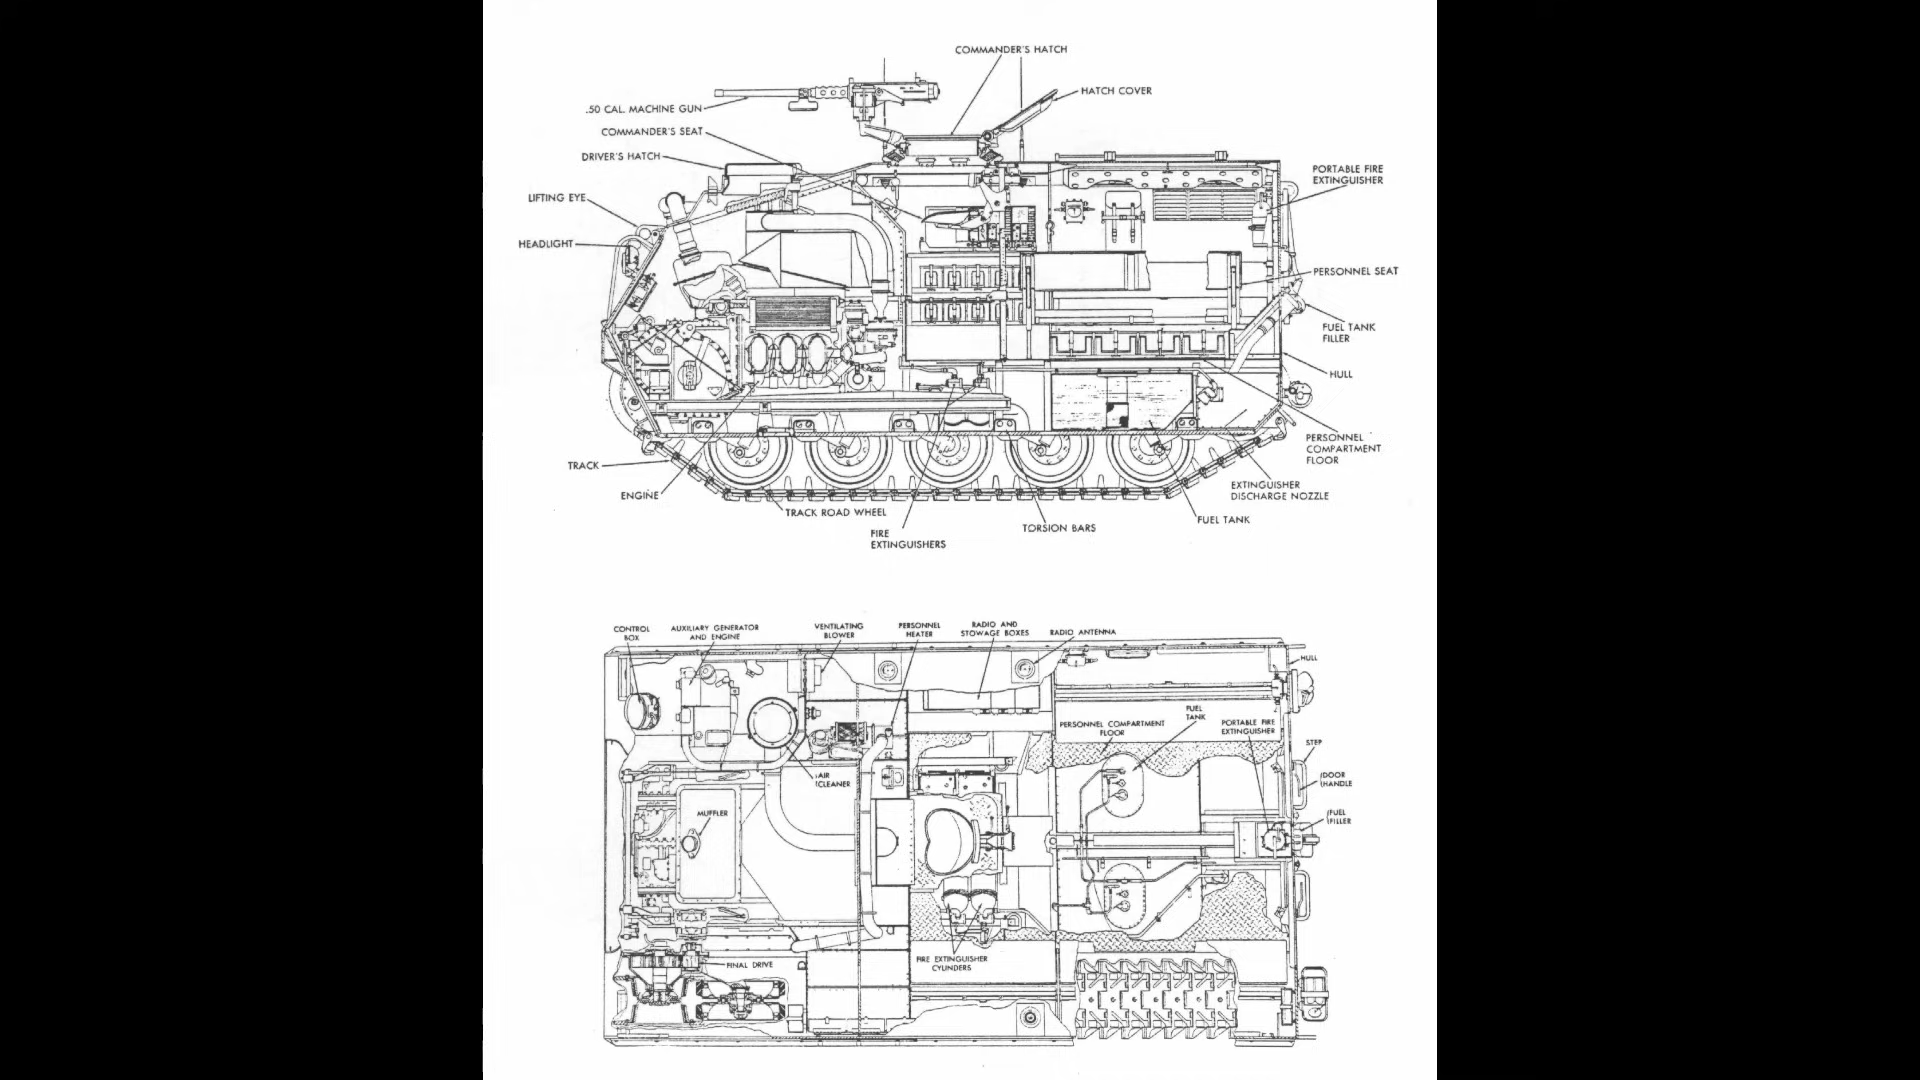 COMMANDER'S HATCH
HATCH COVER
.50 CAL. MACHINE GUN
COMMANDER'S SEAT
DRIVER'S HATCH
PORTABLE FIRE
EXTINGUISHER
LIFTING EYE
HEADLIGHT
PERSONNEL SEAT
FUEL TANK
FILLER
HULL
PERSONNEL
COMPARTMENT
FLOOR
TRACK
EXTINGUISHER
DISCHARGE NOZZLE
ENGINE
TRACK ROAD WHEEL
FUEL TANK
TORSION BARS
FIRE
EXTINGUISHERS
CONTROL
BOX
AUXILIARY GENERATOR
AND ENGINE
VENTILATING
BLOWER
PERSONNEL
HEATER
RADIO AND
STOWAGE BOXES
RADIO ANTENNA
HULL
FUEL
TANK
PERSONNEL COMPARTMENT
FLOOR
PORTABLE FIRE
EXTINGUISHER
STEP
AIR
CLEANER
DOOR
HANDLE
MUFFLER
FUEL
FILLER
FIRE EXTINGUISHER
CYLINDERS
FINAL DRIVE